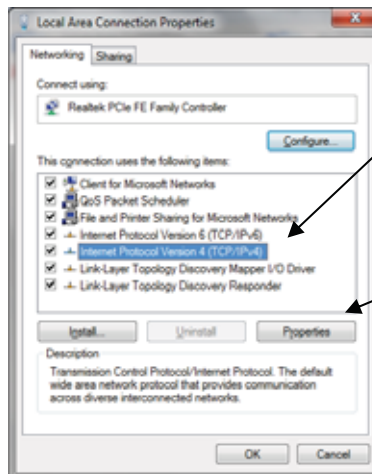 Local Area Connection Properties
Networking
Sharing
Connect using:
Realtek PCIe FE Family Controller
Configure...
This connection uses the following items:
Client for Microsoft Networks
QoS Packet Scheduler
File and Printer Sharing for Microsoft Networks
Internet Protocol Version 6 (TCP/IPv6)
Internet Protocol Version 4 (TCP/IPv4)
Link-Layer Topology Discovery Mapper I/O Driver
Link-Layer Topology Discovery Responder
Install...
Uninstall
Properties
Description
Transmission Control Protocol/Internet Protocol. The default
wide area network protocol that provides communication
across diverse interconnected networks.
OK
Cancel